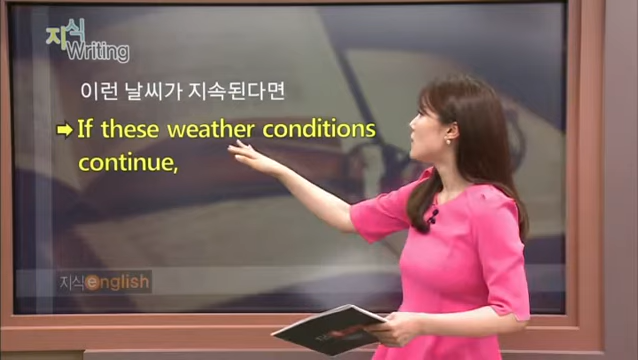 지식
Writing
이런 날씨가 지속된다면
If these weather conditions
continue,
지식english